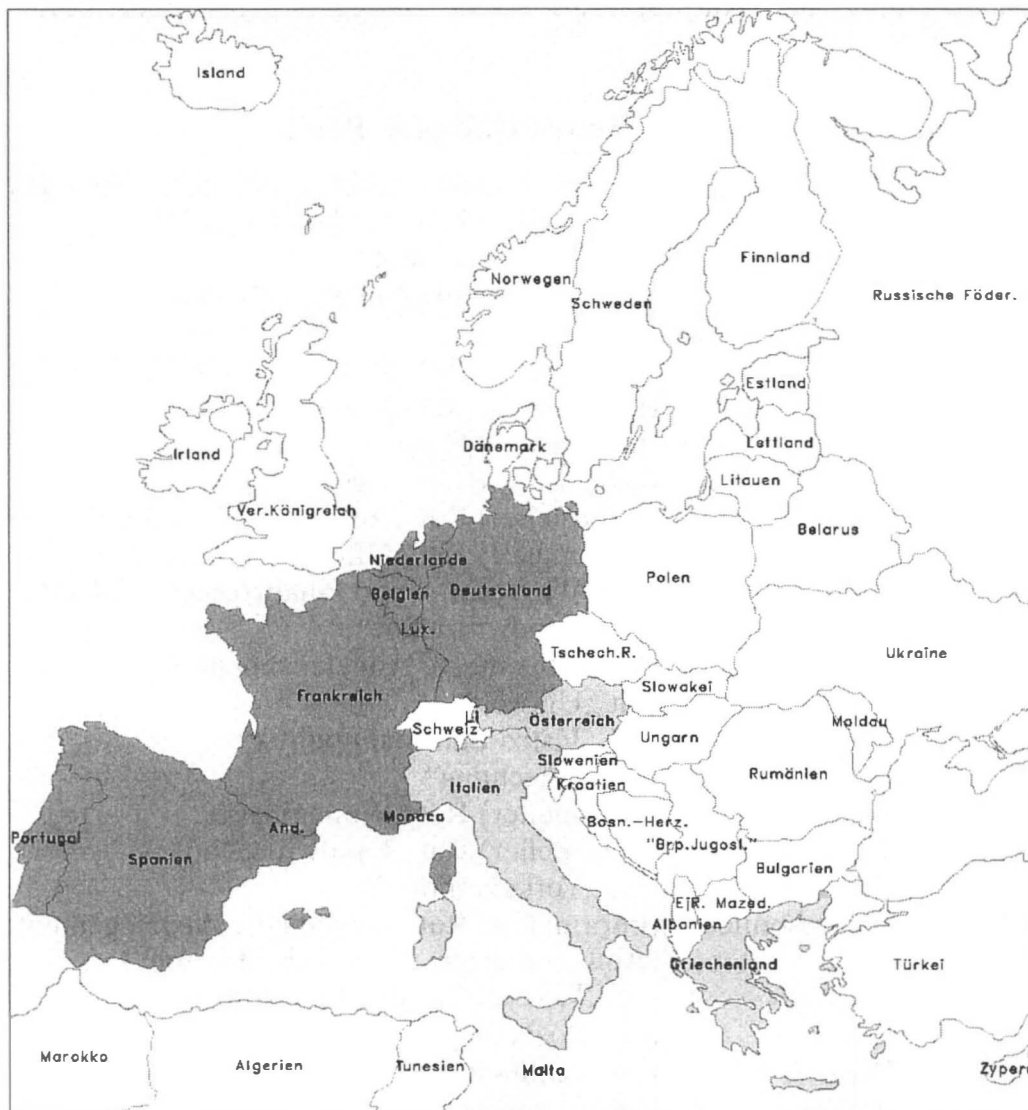 Island
Norwegen
Finnland
Schweden
Russische Föder.
Estland
Dänemark
Lettland
Irland
Litauen
Ver.Königreich
Belarus
Niederlande
Polen
Belgien
Deutschland
Lux.
Tschech.R.
Ukraine
Slowakei
Frankreich
LI
Österreich
Moldau
Schweiz
Ungarn
Slowenien
Rumänien
Italien
Kroatien
Monaco
Bosn.-Herz.
And.
Portugal
"Brp.Jugosl."
Spanien
Bulgarien
EjR. Mazed.
Albanien
Griechenland
Türkei
Marokko
Algerien
Tunesien
Malta
Zypern